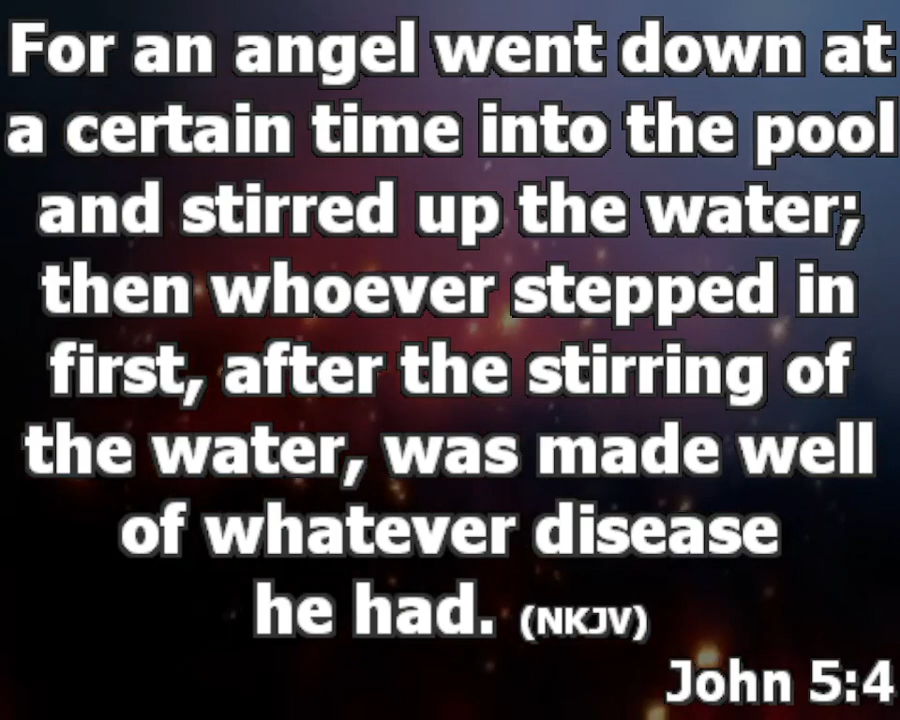 For an angel went down at
a certain time into the pool
and stirred up the water;
then whoever stepped in
first, after the stirring of
the water, was made well
of whatever disease
he had. (NKJV)
John 5:4